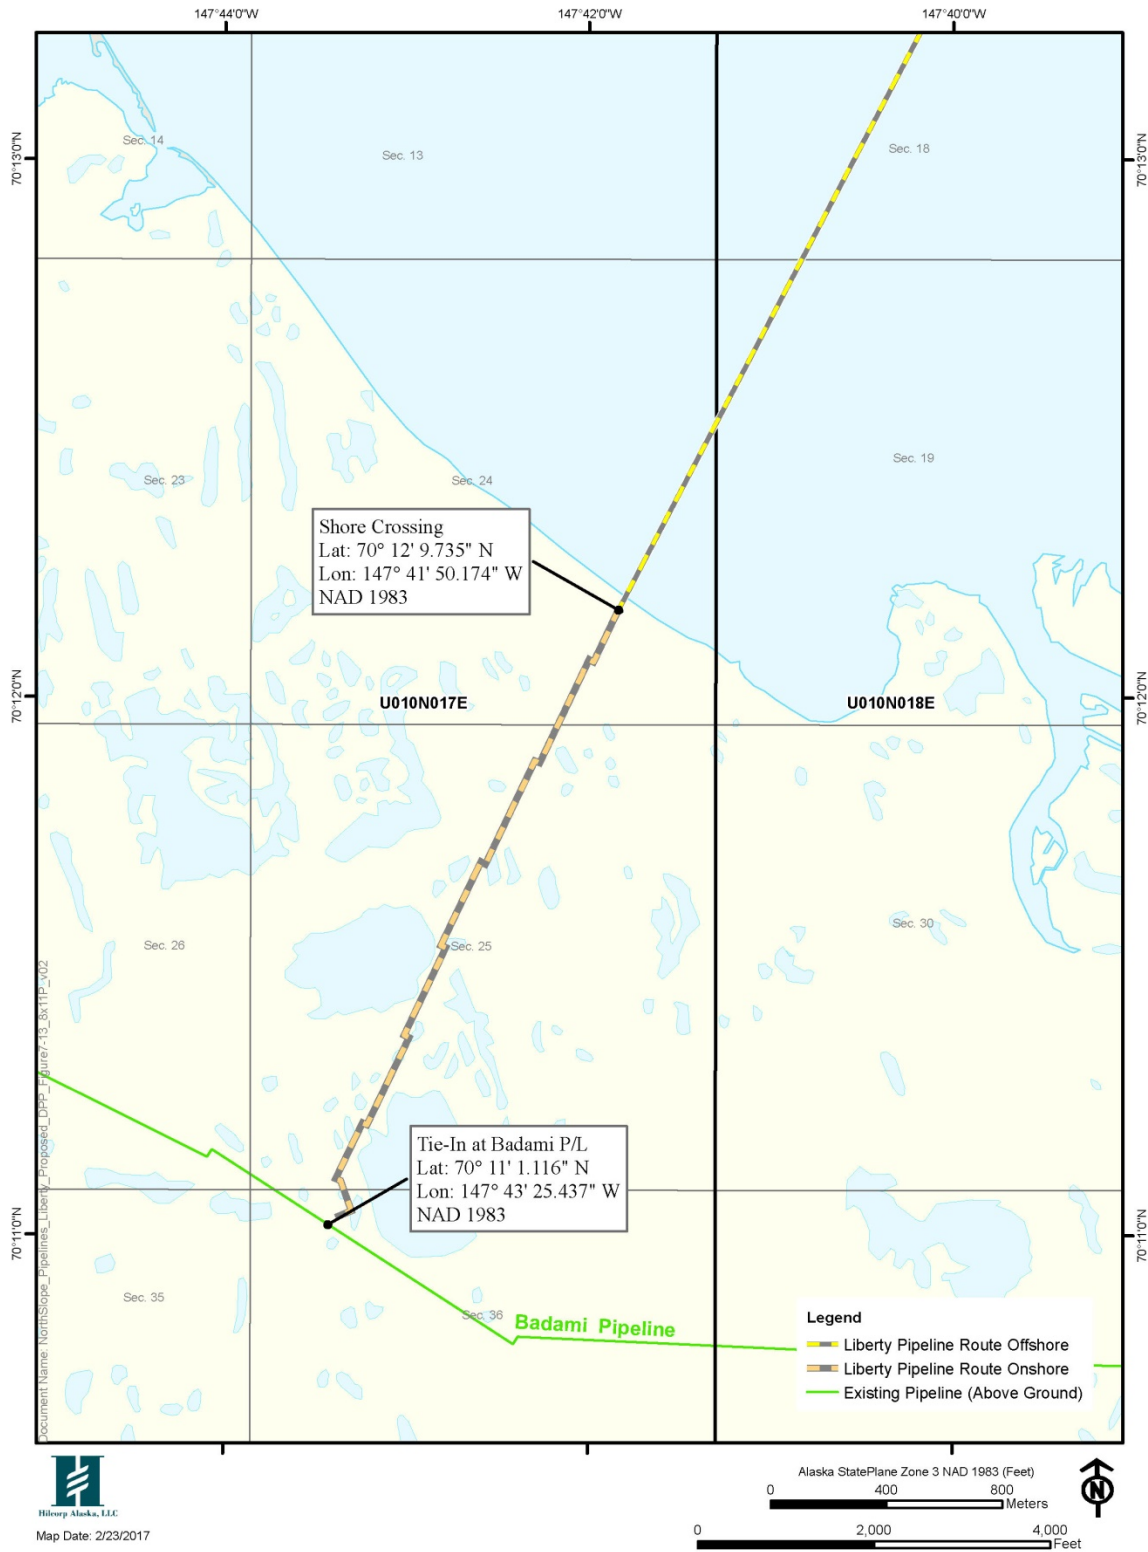 147°44'0"W
147°42'0"W
147°40'0"W
70°13'0"N
70°13'0"N
Sec. 14
Sec. 13
Sec. 18
Sec. 23
Sec. 24
Sec. 19
Shore Crossing
Lat: 70° 12' 9.735" N
Lon: 147° 41' 50.174" W
NAD 1983
70°12'0"N
70°12'0"N
U010N017E
U010N018E
Sec. 26
Sec. 25
Sec. 30
Tie-In at Badami P/L
Lat: 70° 11' 1.116" N
Lon: 147° 43' 25.437" W
NAD 1983
70°11'0"N
70°11'0"N
Sec. 35
Sec. 36
Badami Pipeline
Document Name: NorthSlope_Pipelines_Liberty_Proposed_DPP_Figure7-13_8x11P_v02
Legend
Liberty Pipeline Route Offshore
Liberty Pipeline Route Onshore
Existing Pipeline (Above Ground)
Hilcorp Alaska, LLC
Map Date: 2/23/2017
Alaska StatePlane Zone 3 NAD 1983 (Feet)
0 400 800
Meters
N
0 2,000 4,000
Feet